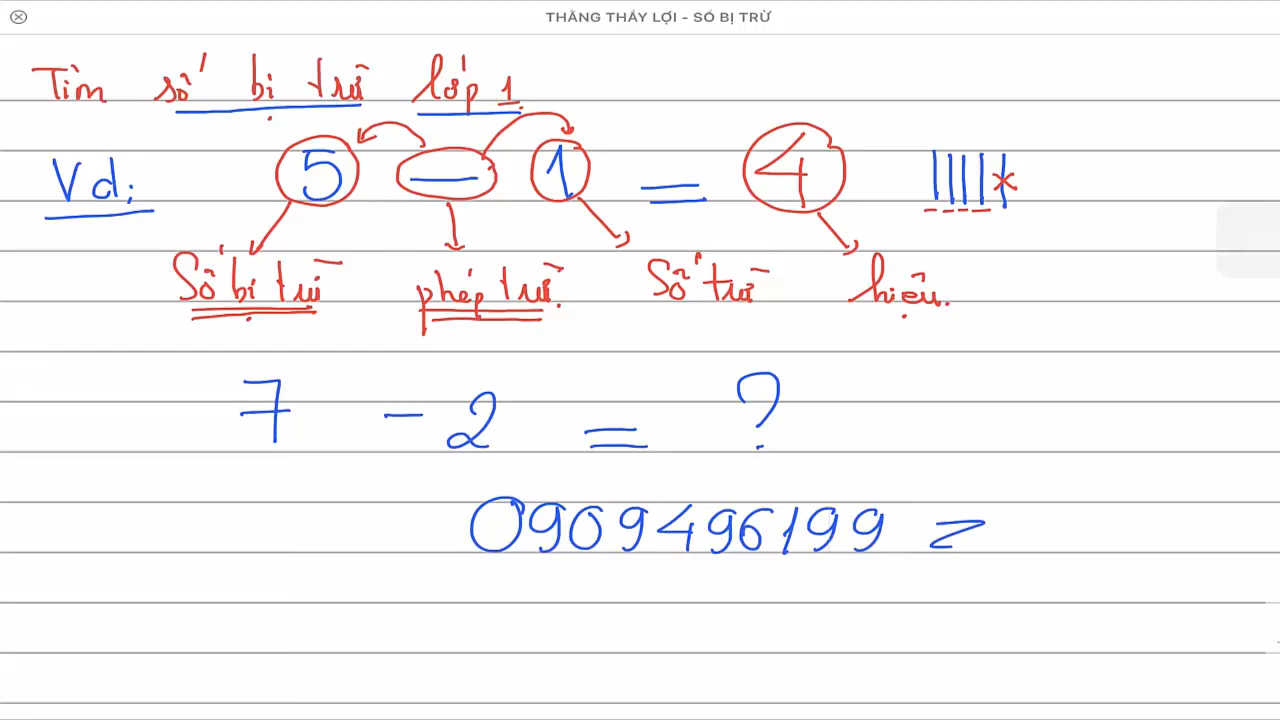 THẰNG THẦY LỢI - SỐ BỊ TRỪ
Tìm số bị trừ lớp 1.
Vd: 5 - 1 = 4
Số bị trừ phép trừ. Số trừ hiệu.
7 - 2 = ?
0909496199 Z